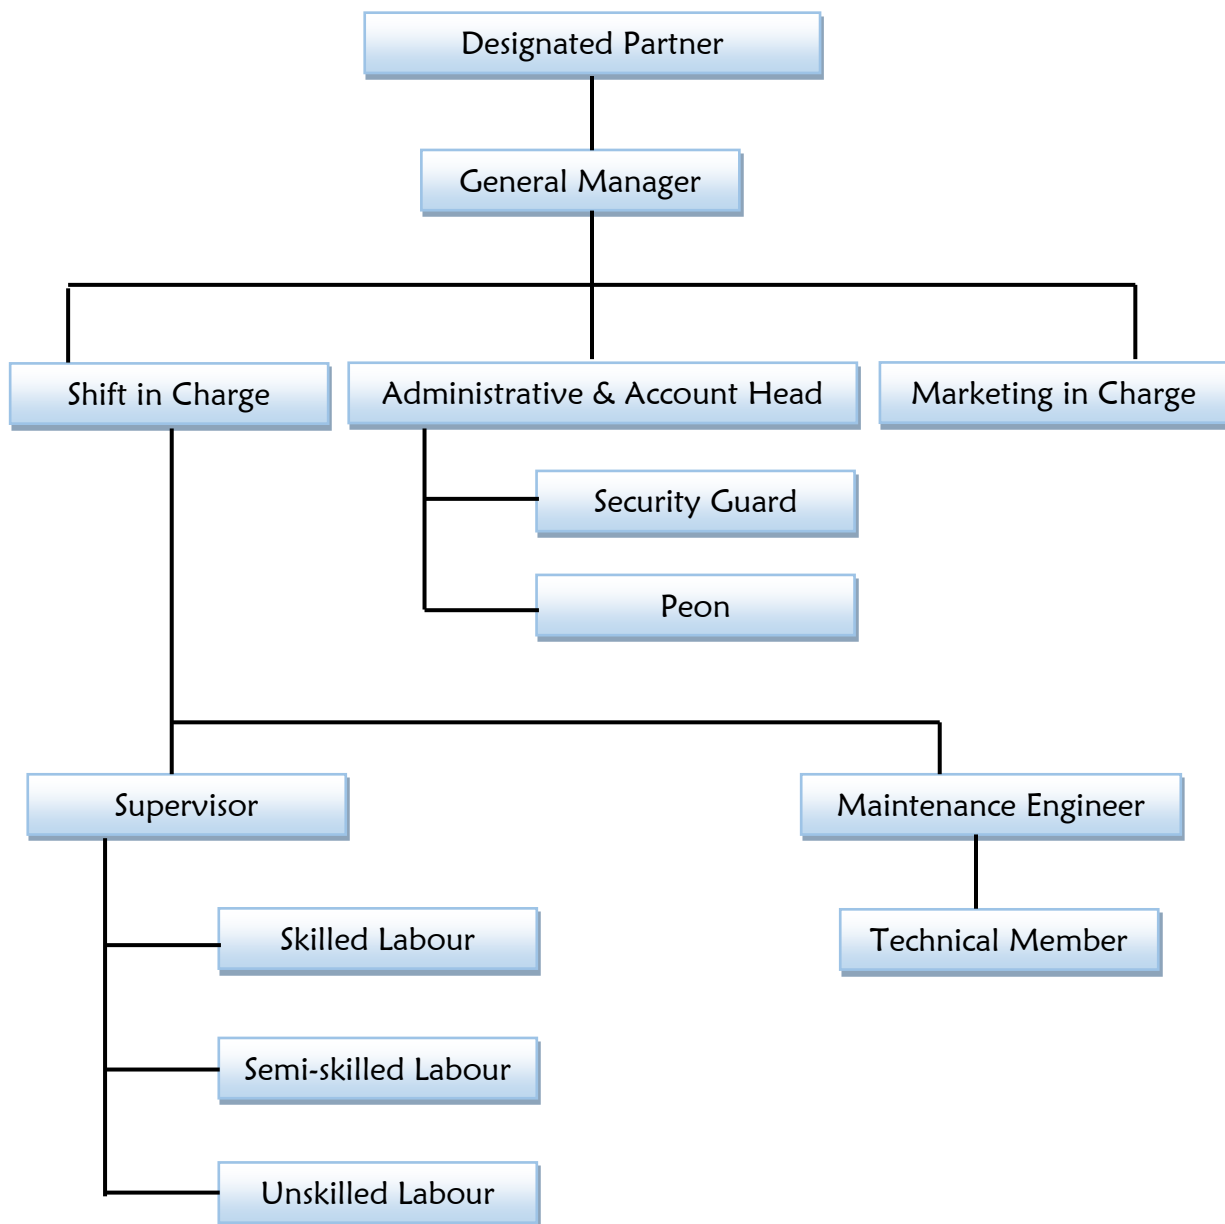 Designated Partner
General Manager
Shift in Charge
Administrative & Account Head
Marketing in Charge
Security Guard
Peon
Supervisor
Maintenance Engineer
Skilled Labour
Technical Member
Semi-skilled Labour
Unskilled Labour